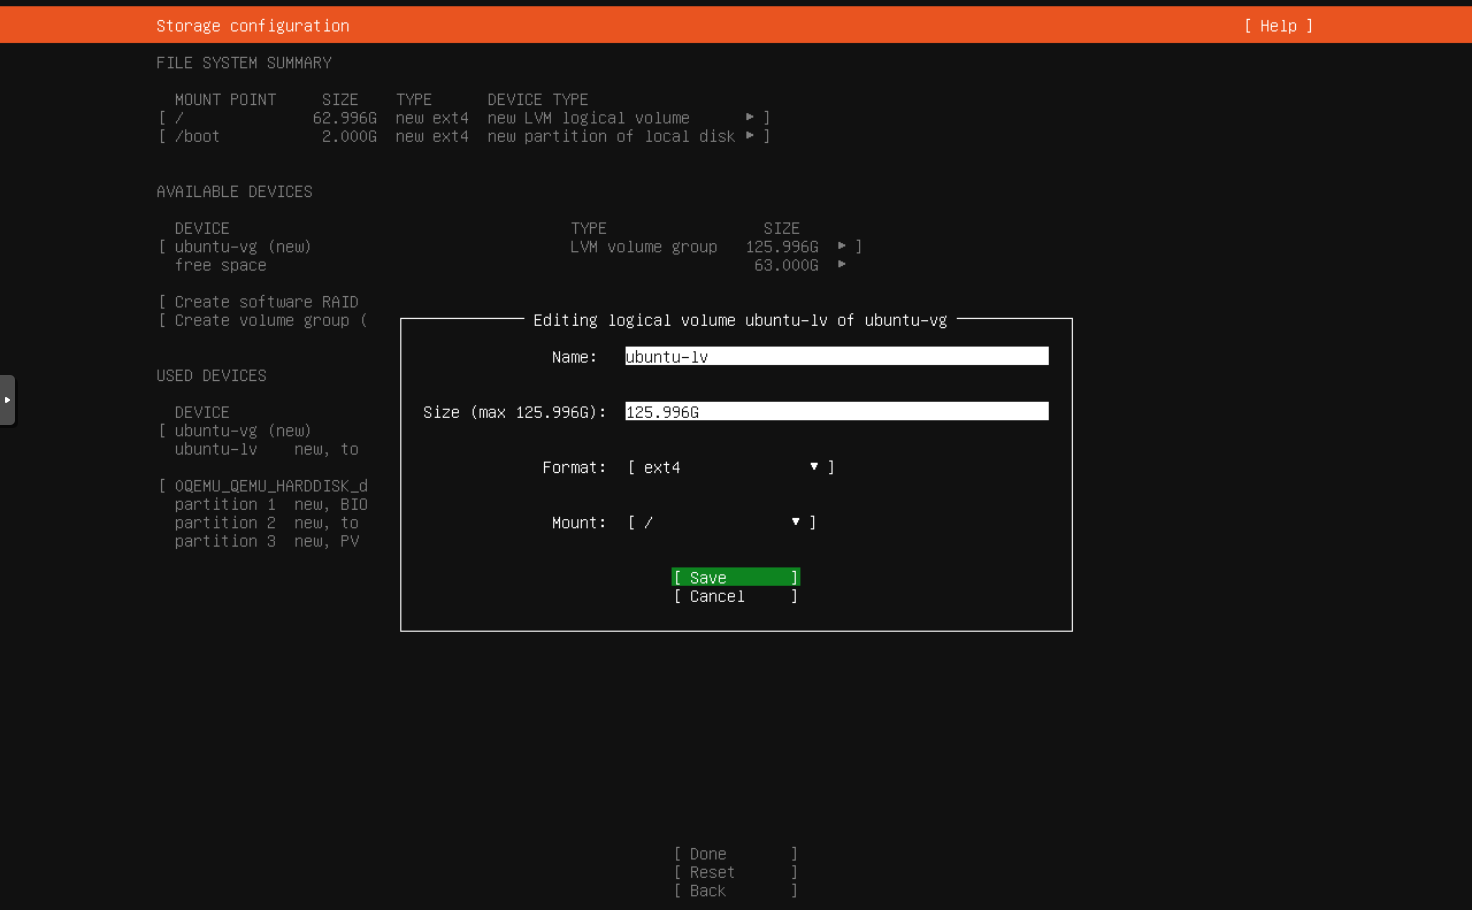 Storage configuration [ Help ]
FILE SYSTEM SUMMARY
MOUNT POINT SIZE TYPE DEVICE TYPE
[ / 62.996G new ext4 new LVM logical volume ▸ ]
[ /boot 2.000G new ext4 new partition of local disk ▸ ]
AVAILABLE DEVICES
DEVICE TYPE SIZE
[ ubuntu-vg (new) LVM volume group 125.996G ▸ ]
free space 63.000G ▸
[ Create software RAID
[ Create volume group (
Editing logical volume ubuntu-lv of ubuntu-vg
Name: ubuntu-lv
Size (max 125.996G): 125.996G
Format: [ ext4 ▾ ]
Mount: [ / ▾ ]
[ Save ]
[ Cancel ]
USED DEVICES
DEVICE
[ ubuntu-vg (new)
ubuntu-lv new, to
[ 0QEMU_QEMU_HARDDISK_d
partition 1 new, BIO
partition 2 new, to
partition 3 new, PV
[ Done ]
[ Reset ]
[ Back ]